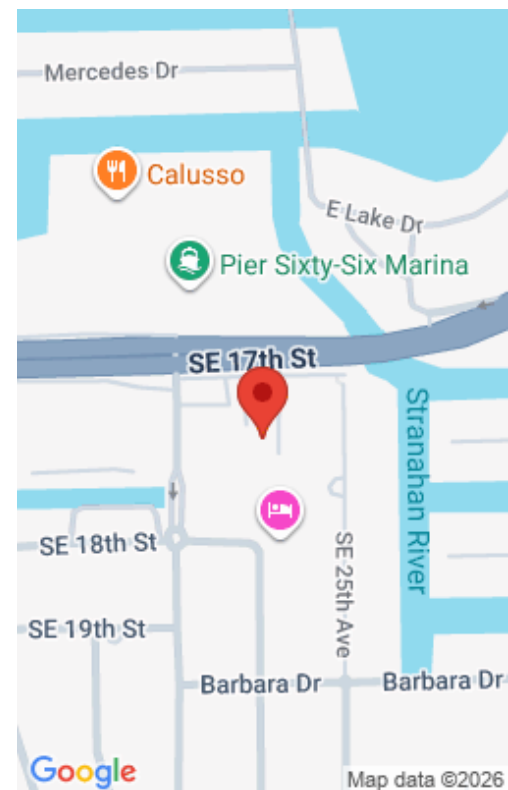 Mercedes Dr
Calusso
E Lake Dr
Pier Sixty-Six Marina
SE 17th St
Stranahan River
SE 18th St
SE 25th Ave
SE 19th St
Barbara Dr
Barbara Dr
Google
Map data ©2026